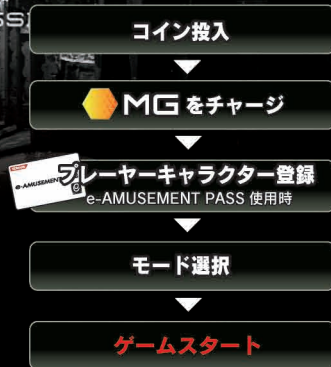 コイン投入
MG をチャージ
プレーヤーキャラクター登録
e-AMUSEMENT PASS 使用時
モード選択
ゲームスタート